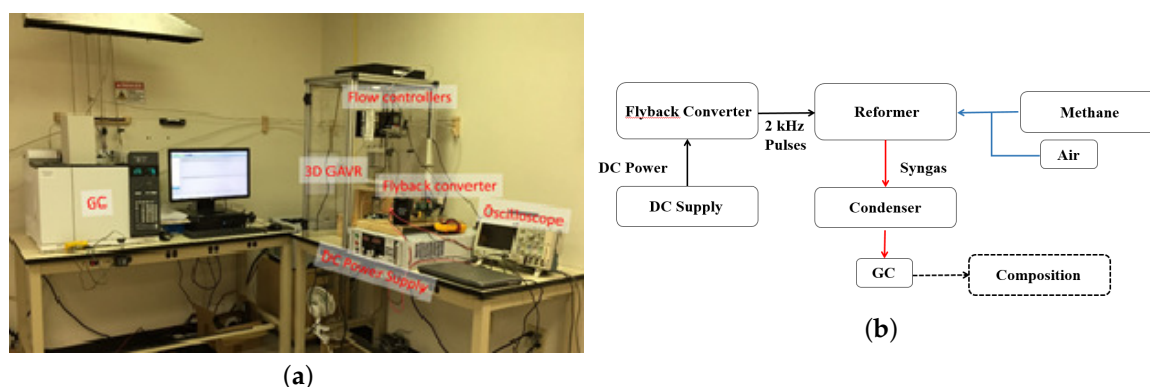 Flow controllers
3D GAVR
Flyback converter
GC
Oscilloscope
DC Power Supply
(a)
Flyback Converter
2 kHz
Pulses
Reformer
Methane
Air
DC Power
DC Supply
Syngas
Condenser
GC
Composition
(b)